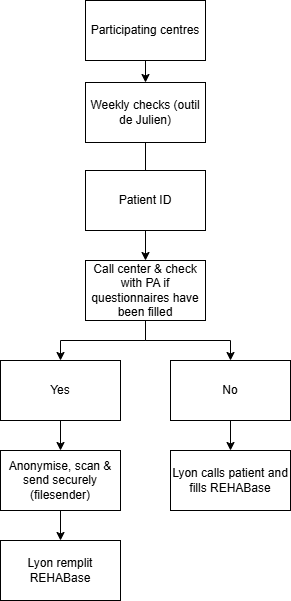 Participating centres
Weekly checks (outil
de Julien)
Patient ID
Call center & check
with PA if
questionnaires have
been filled
Yes
No
Anonymise, scan &
send securely
(filesender)
Lyon calls patient and
fills REHABase
Lyon remplit
REHABase